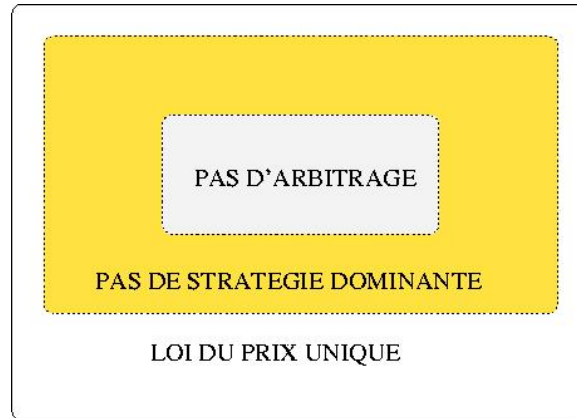 PAS D'ARBITRAGE
PAS DE STRATEGIE DOMINANTE
LOI DU PRIX UNIQUE